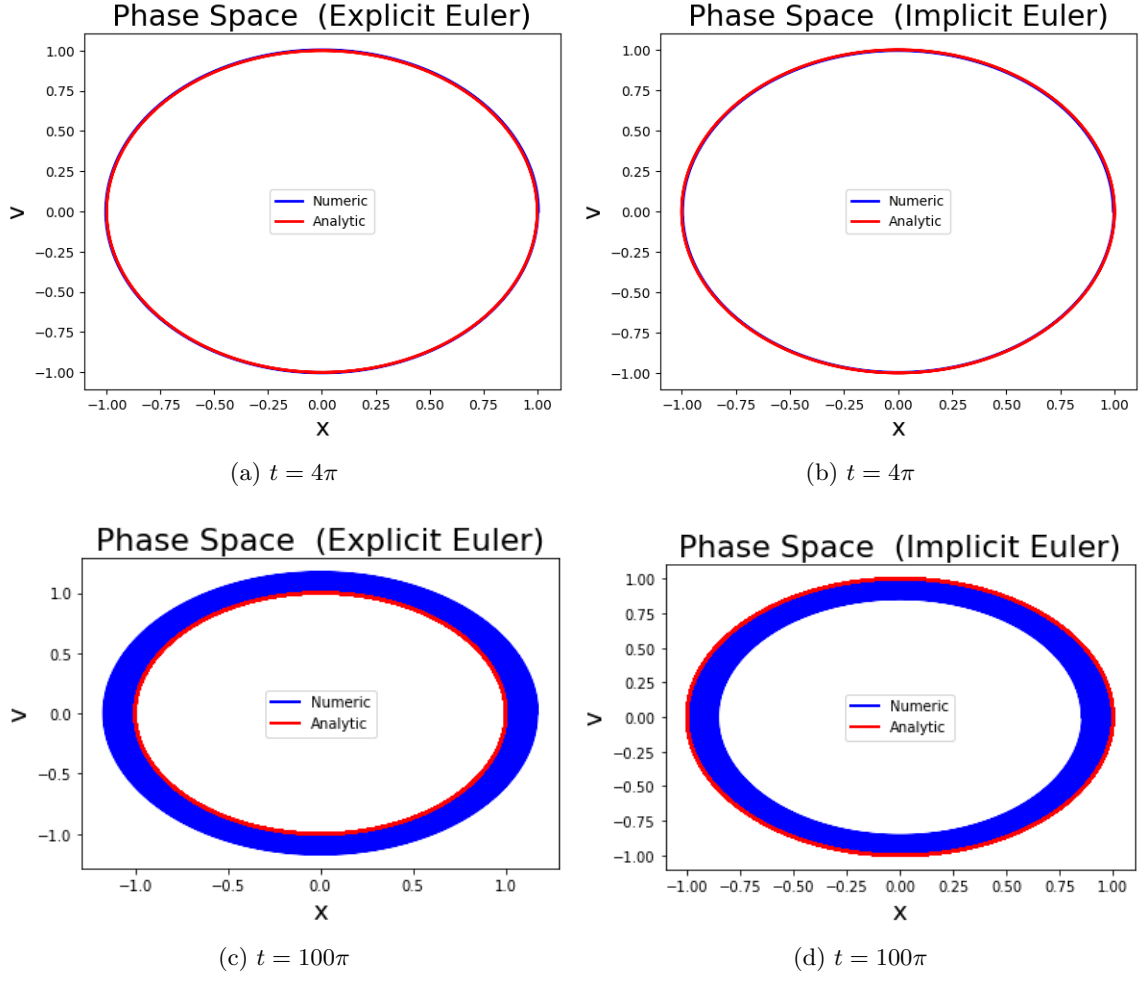 Phase Space  (Explicit Euler)
1.00
0.75
0.50
0.25
0.00
−0.25
−0.50
−0.75
−1.00
v
Numeric
Analytic
−1.00 −0.75 −0.50 −0.25 0.00 0.25 0.50 0.75 1.00
x
(a) t = 4π
Phase Space  (Implicit Euler)
1.00
0.75
0.50
0.25
0.00
−0.25
−0.50
−0.75
−1.00
v
Numeric
Analytic
−1.00 −0.75 −0.50 −0.25 0.00 0.25 0.50 0.75 1.00
x
(b) t = 4π
Phase Space  (Explicit Euler)
1.0
0.5
0.0
−0.5
−1.0
v
Numeric
Analytic
−1.0 −0.5 0.0 0.5 1.0
x
(c) t = 100π
Phase Space  (Implicit Euler)
1.00
0.75
0.50
0.25
0.00
−0.25
−0.50
−0.75
−1.00
v
Numeric
Analytic
−1.00 −0.75 −0.50 −0.25 0.00 0.25 0.50 0.75 1.00
x
(d) t = 100π